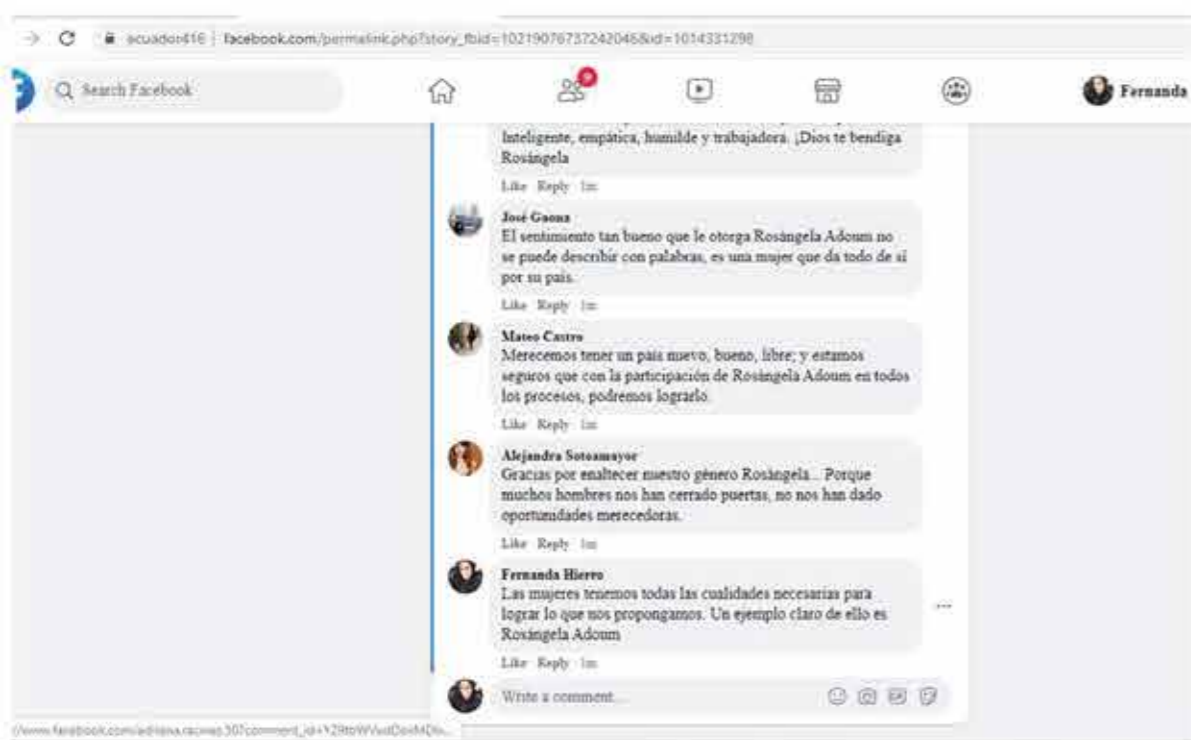 ecuador416 facebook.com/permalink.php?story_fbid=10219076737242046&id=1014331298
Search Facebook
9
Fernanda
Inteligente, empática, humilde y trabajadora. ¡Dios te bendiga
Rosángela
Like Reply 1m
José Gaona
El sentimiento tan bueno que le otorga Rosángela Adoum no
se puede describir con palabras, es una mujer que da todo de si
por su país.
Like Reply 1m
Mateo Castro
Merecemos tener un país nuevo, bueno, libre; y estamos
seguros que con la participación de Rosángela Adoum en todos
los procesos, podremos lograrlo.
Like Reply 1m
Alejandra Sotoamayor
Gracias por enaltecer nuestro género Rosángela... Porque
muchos hombres nos han cerrado puertas, no nos han dado
oportunidades merecedoras.
Like Reply 1m
Fernanda Hierro
Las mujeres tenemos todas las cualidades necesarias para
lograr lo que nos propongamos. Un ejemplo claro de ello es
Rosángela Adoum
Like Reply 1m
Write a comment...
GIF